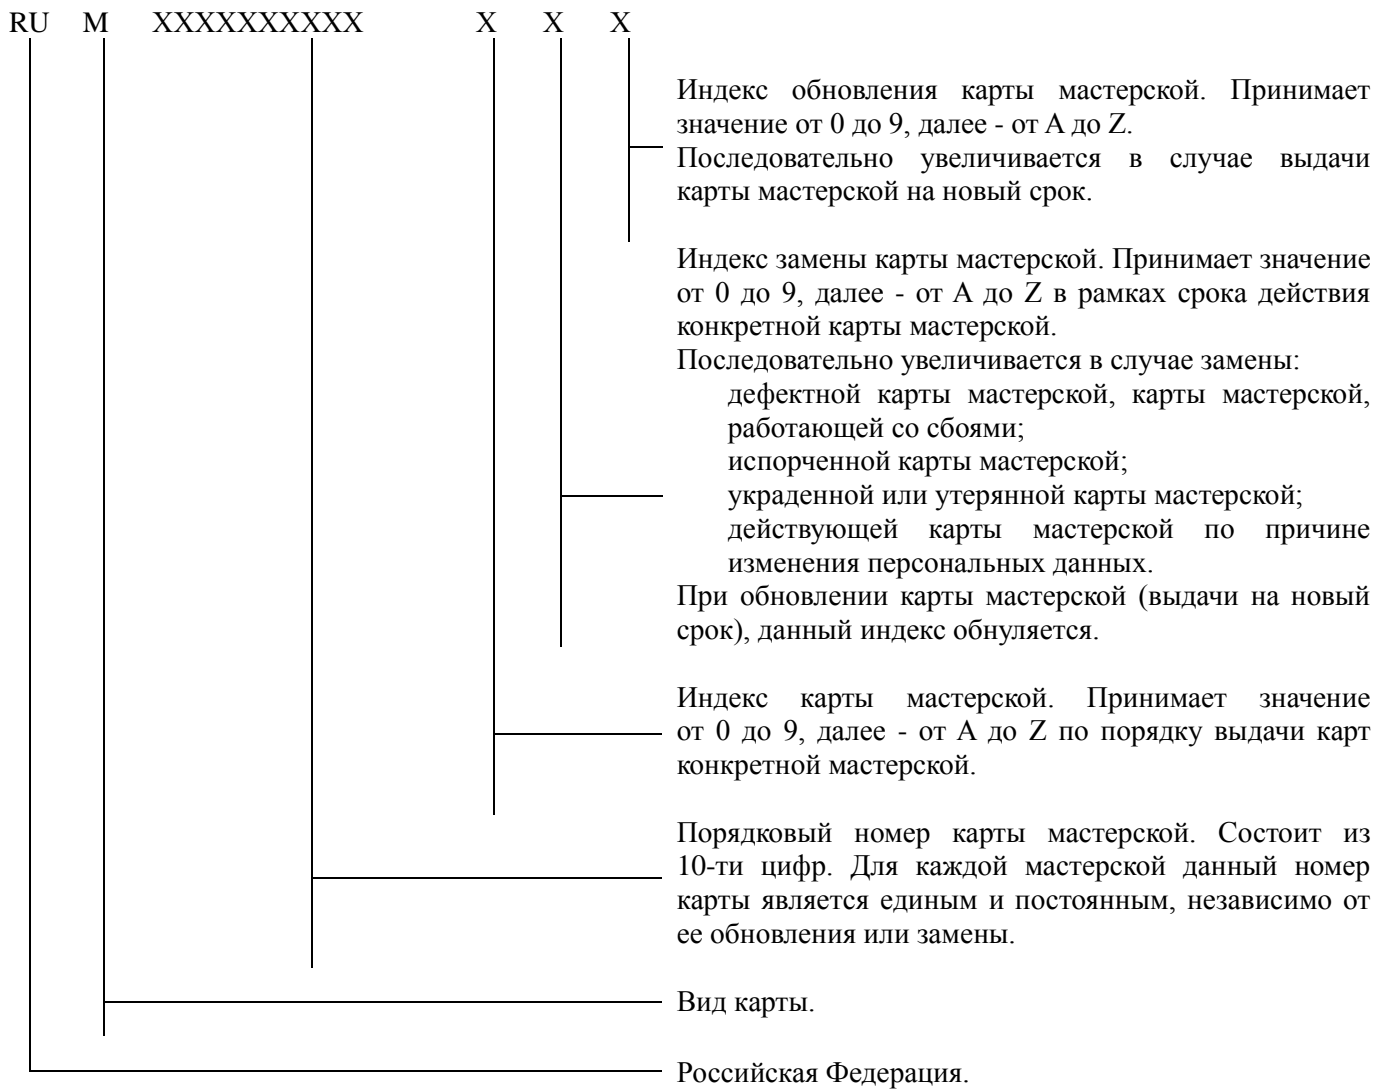 RU M XXXXXXXXXX X X X
Индекс обновления карты мастерской. Принимает
значение от 0 до 9, далее - от A до Z.
Последовательно увеличивается в случае выдачи
карты мастерской на новый срок.
Индекс замены карты мастерской. Принимает значение
от 0 до 9, далее - от A до Z в рамках срока действия
конкретной карты мастерской.
Последовательно увеличивается в случае замены:
дефектной карты мастерской, карты мастерской,
работающей со сбоями;
испорченной карты мастерской;
украденной или утерянной карты мастерской;
действующей карты мастерской по причине
изменения персональных данных.
При обновлении карты мастерской (выдачи на новый
срок), данный индекс обнуляется.
Индекс карты мастерской. Принимает значение
от 0 до 9, далее - от A до Z по порядку выдачи карт
конкретной мастерской.
Порядковый номер карты мастерской. Состоит из
10-ти цифр. Для каждой мастерской данный номер
карты является единым и постоянным, независимо от
ее обновления или замены.
Вид карты.
Российская Федерация.